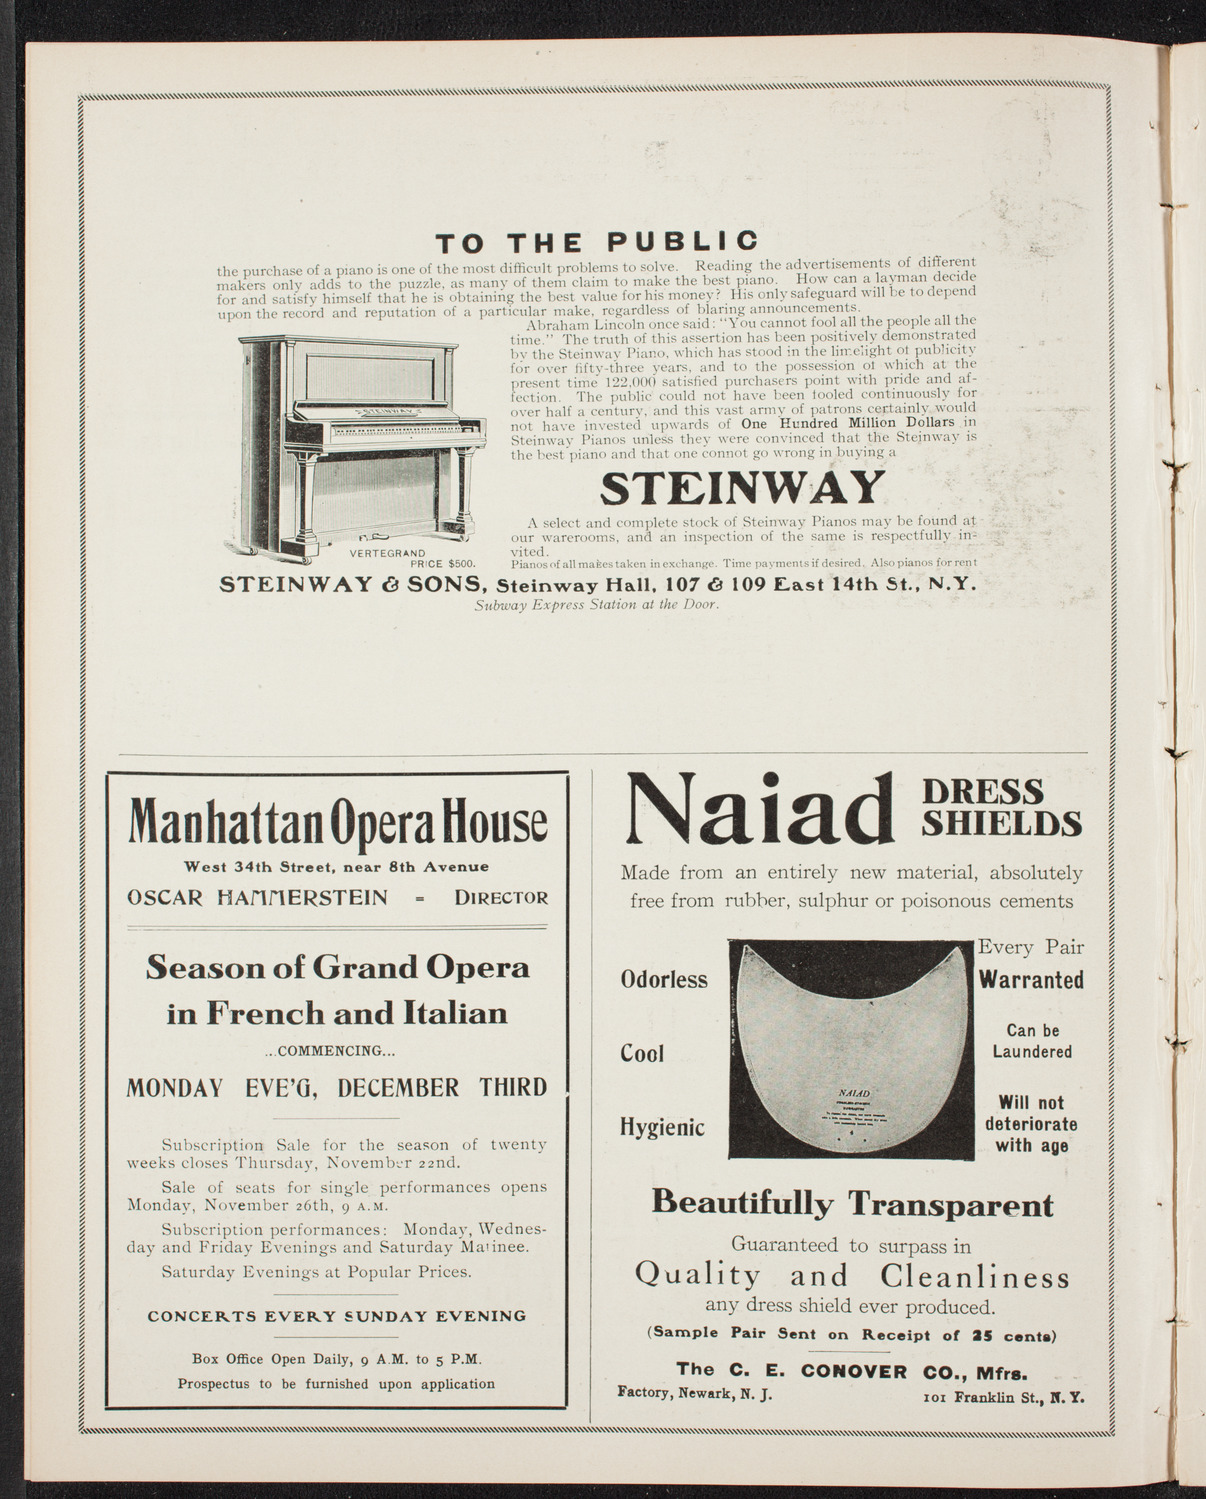 TO THE PUBLIC
the purchase of a piano is one of the most difficult problems to solve. Reading the advertisements of different
makers only adds to the puzzle, as many of them claim to make the best piano. How can a layman decide
for and satisfy himself that he is obtaining the best value for his money? His only safeguard will be to depend
upon the record and reputation of a particular make, regardless of blaring announcements.
Abraham Lincoln once said: "You cannot fool all the people all the
time." The truth of this assertion has been positively demonstrated
by the Steinway Piano, which has stood in the limelight of publicity
for over fifty-three years, and to the possession of which at the
present time 122,000 satisfied purchasers point with pride and af-
fection. The public could not have been fooled continuously for
over half a century, and this vast army of patrons certainly would
not have invested upwards of One Hundred Million Dollars in
Steinway Pianos unless they were convinced that the Steinway is
the best piano and that one connot go wrong in buying a
STEINWAY
STEINWAY
A select and complete stock of Steinway Pianos may be found at
our warerooms, and an inspection of the same is respectfully in-
vited.
VERTEGRAND
PRICE $500.
Pianos of all makes taken in exchange. Time payments if desired. Also pianos for rent
STEINWAY & SONS, Steinway Hall, 107 & 109 East 14th St., N.Y.
Subway Express Station at the Door.
Manhattan Opera House
West 34th Street, near 8th Avenue
OSCAR HAMMERSTEIN = DIRECTOR
Season of Grand Opera
in French and Italian
...COMMENCING...
MONDAY EVE'G, DECEMBER THIRD
Subscription Sale for the season of twenty
weeks closes Thursday, November 22nd.
Sale of seats for single performances opens
Monday, November 26th, 9 A.M.
Subscription performances: Monday, Wednes-
day and Friday Evenings and Saturday Matinee.
Saturday Evenings at Popular Prices.
CONCERTS EVERY SUNDAY EVENING
Box Office Open Daily, 9 A.M. to 5 P.M.
Prospectus to be furnished upon application
Naiad DRESS
SHIELDS
Made from an entirely new material, absolutely
free from rubber, sulphur or poisonous cements
Odorless
Cool
Hygienic
NAIAD
4
Every Pair
Warranted
Can be
Laundered
Will not
deteriorate
with age
Beautifully Transparent
Guaranteed to surpass in
Quality and Cleanliness
any dress shield ever produced.
(Sample Pair Sent on Receipt of 25 cents)
The C. E. CONOVER CO., Mfrs.
Factory, Newark, N. J. 101 Franklin St., N. Y.